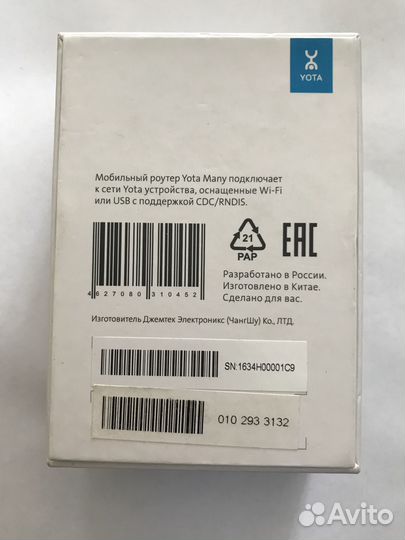 YOTA
Мобильный роутер Yota Many подключает
к сети Yota устройства, оснащенные Wi-Fi
или USB с поддержкой CDC/RNDIS.
4 627080 310452
21
PAP
EAC
Разработано в России.
Изготовлено в Китае.
Сделано для вас.
Изготовитель Джемтек Электроникс (ЧангШу) Ко., ЛТД.
SN:1634H00001C9
010 293 3132
Avito